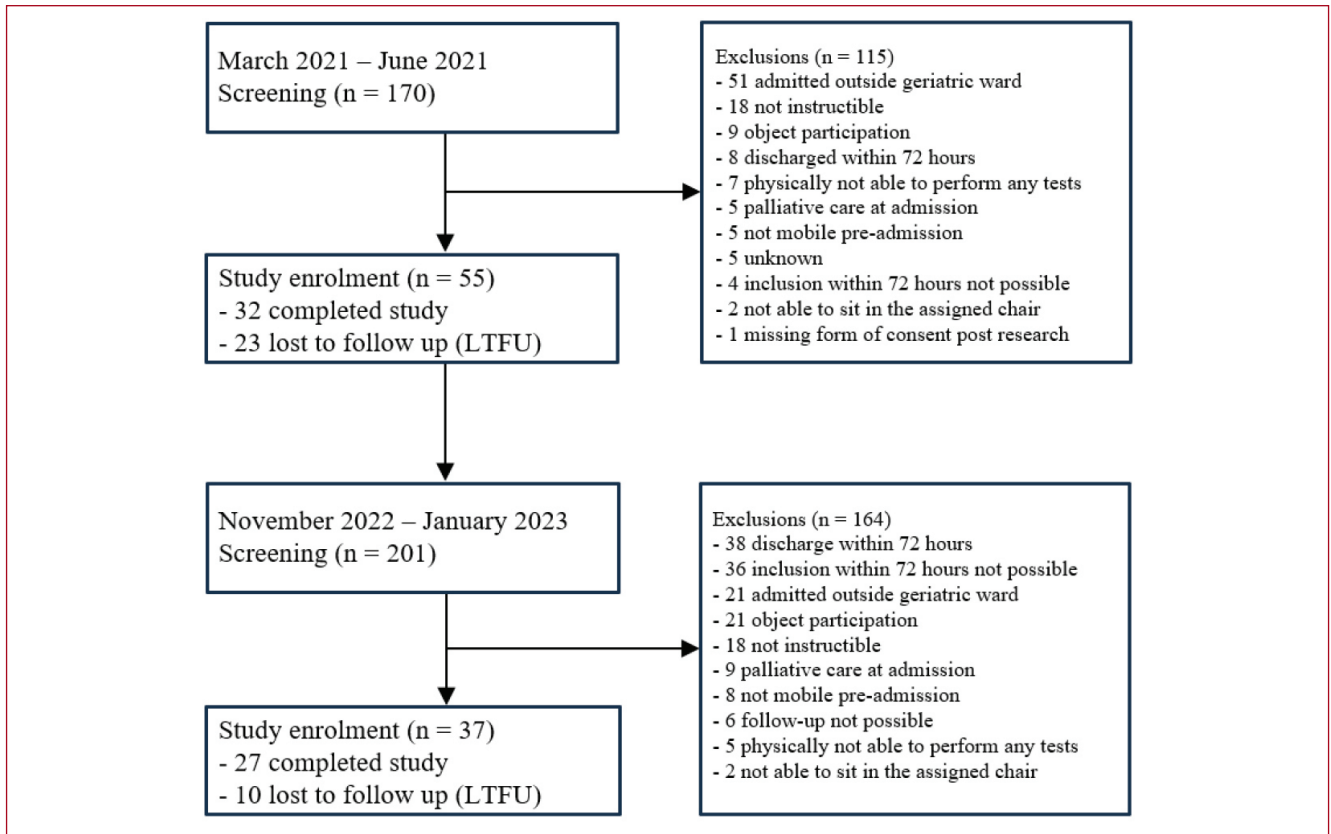 March 2021 – June 2021
Screening (n = 170)
Exclusions (n = 115)
- 51 admitted outside geriatric ward
- 18 not instructible
- 9 object participation
- 8 discharged within 72 hours
- 7 physically not able to perform any tests
- 5 palliative care at admission
- 5 not mobile pre-admission
- 5 unknown
- 4 inclusion within 72 hours not possible
- 2 not able to sit in the assigned chair
- 1 missing form of consent post research
Study enrolment (n = 55)
- 32 completed study
- 23 lost to follow up (LTFU)
November 2022 – January 2023
Screening (n = 201)
Exclusions (n = 164)
- 38 discharge within 72 hours
- 36 inclusion within 72 hours not possible
- 21 admitted outside geriatric ward
- 21 object participation
- 18 not instructible
- 9 palliative care at admission
- 8 not mobile pre-admission
- 6 follow-up not possible
- 5 physically not able to perform any tests
- 2 not able to sit in the assigned chair
Study enrolment (n = 37)
- 27 completed study
- 10 lost to follow up (LTFU)